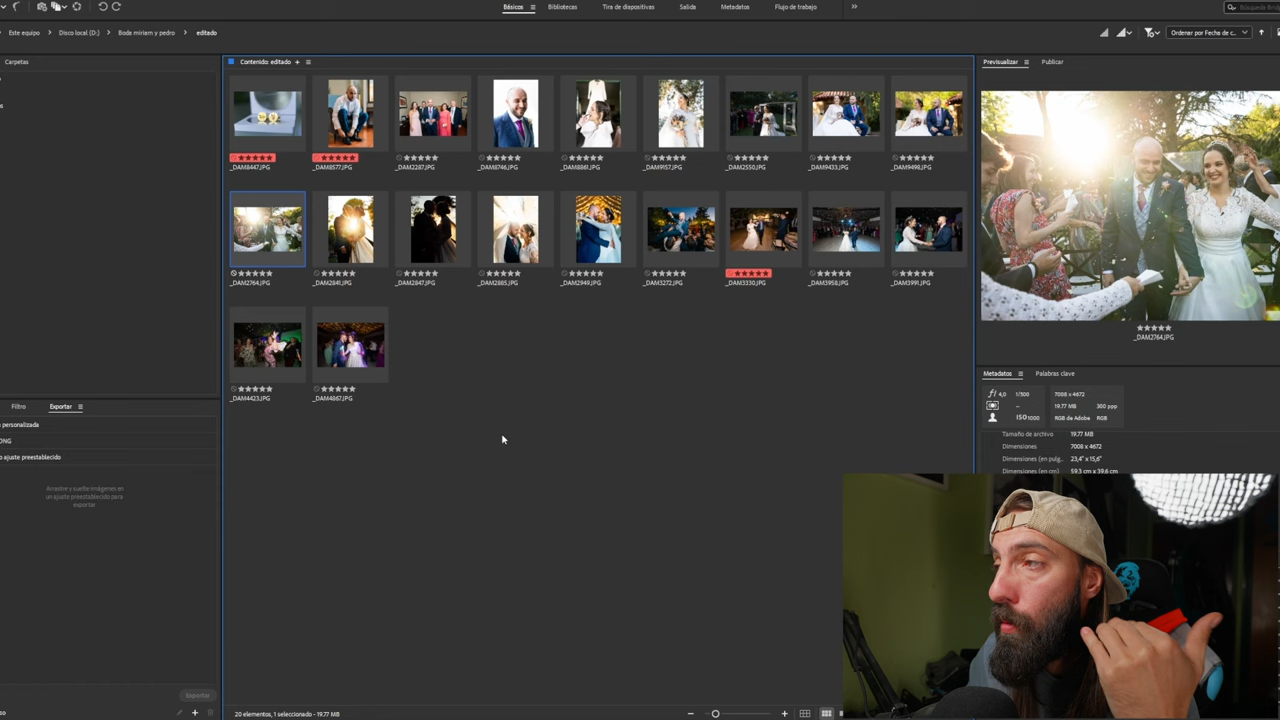 Básicos
Bibliotecas
Tira de diapositivas
Salida
Metadatos
Flujo de trabajo
Este equipo
Disco local (D:)
Boda miriam y pedro
editado
Ordenar por Fecha de c...
Carpetas
Contenido: editado
Previsualizar
Publicar
_DAM8447.JPG
_DAM8577.JPG
_DAM2287.JPG
_DAM8746.JPG
_DAM8861.JPG
_DAM9157.JPG
_DAM2550.JPG
_DAM9433.JPG
_DAM9498.JPG
_DAM2764.JPG
_DAM2841.JPG
_DAM2847.JPG
_DAM2885.JPG
_DAM2949.JPG
_DAM3272.JPG
_DAM3330.JPG
_DAM3958.JPG
_DAM3991.JPG
_DAM2764.JPG
_DAM4423.JPG
_DAM4867.JPG
Metadatos
Palabras clave
f/ 4,0 1/500
7008 x 4672
--
19.77 MB 300 ppp
ISO1000
RGB de Adobe RGB
Tamaño de archivo 19.77 MB
Dimensiones 7008 x 4672
Dimensiones (en pulg... 23,4" x 15,6"
Dimensiones (en cm) 59.3 cm x 39.6 cm
Filtro
Exportar
personalizada
DNG
ajuste preestablecido
Arrastre y suelte imágenes en
un ajuste preestablecido para
exportar
Exportar
20 elementos, 1 seleccionado - 19.77 MB